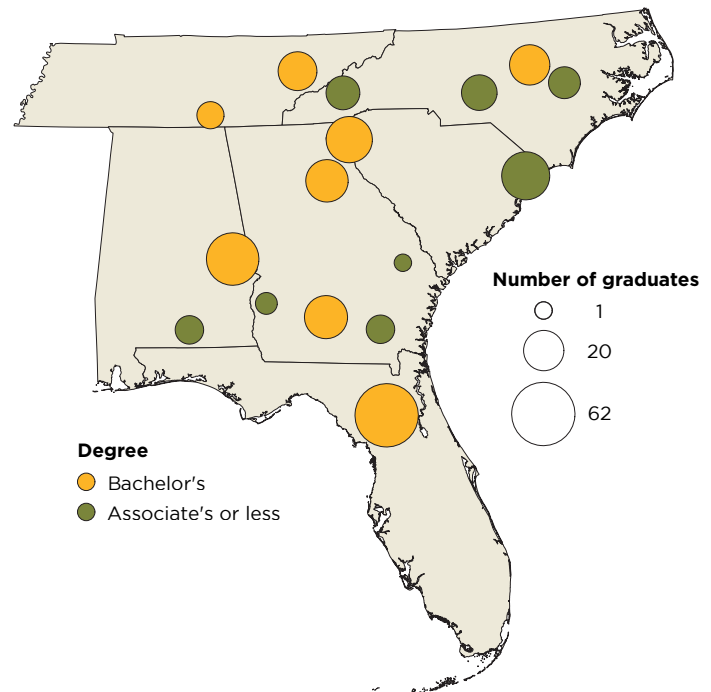 Number of graduates
1
20
62
Degree
Bachelor's
Associate's or less